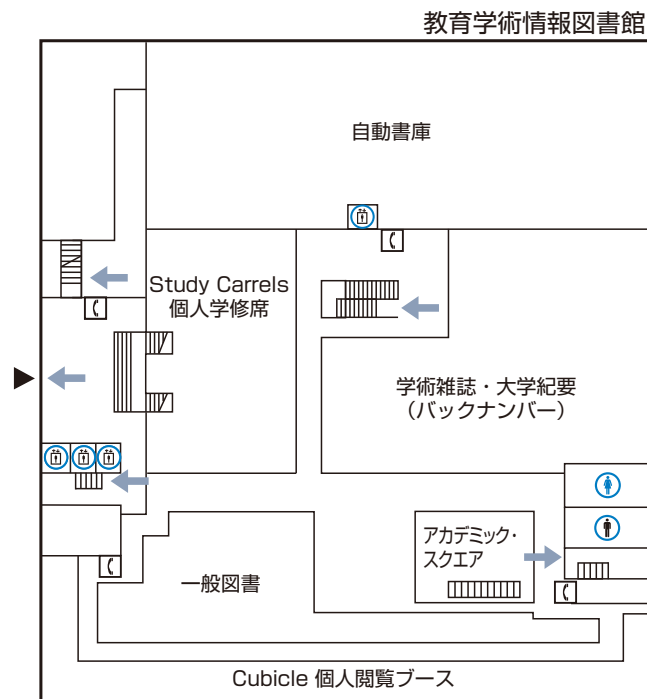 教育学術情報図書館
自動書庫
Study Carrels
個人学修席
学術雑誌・大学紀要
（バックナンバー）
アカデミック・
スクエア
一般図書
Cubicle 個人閲覧ブース